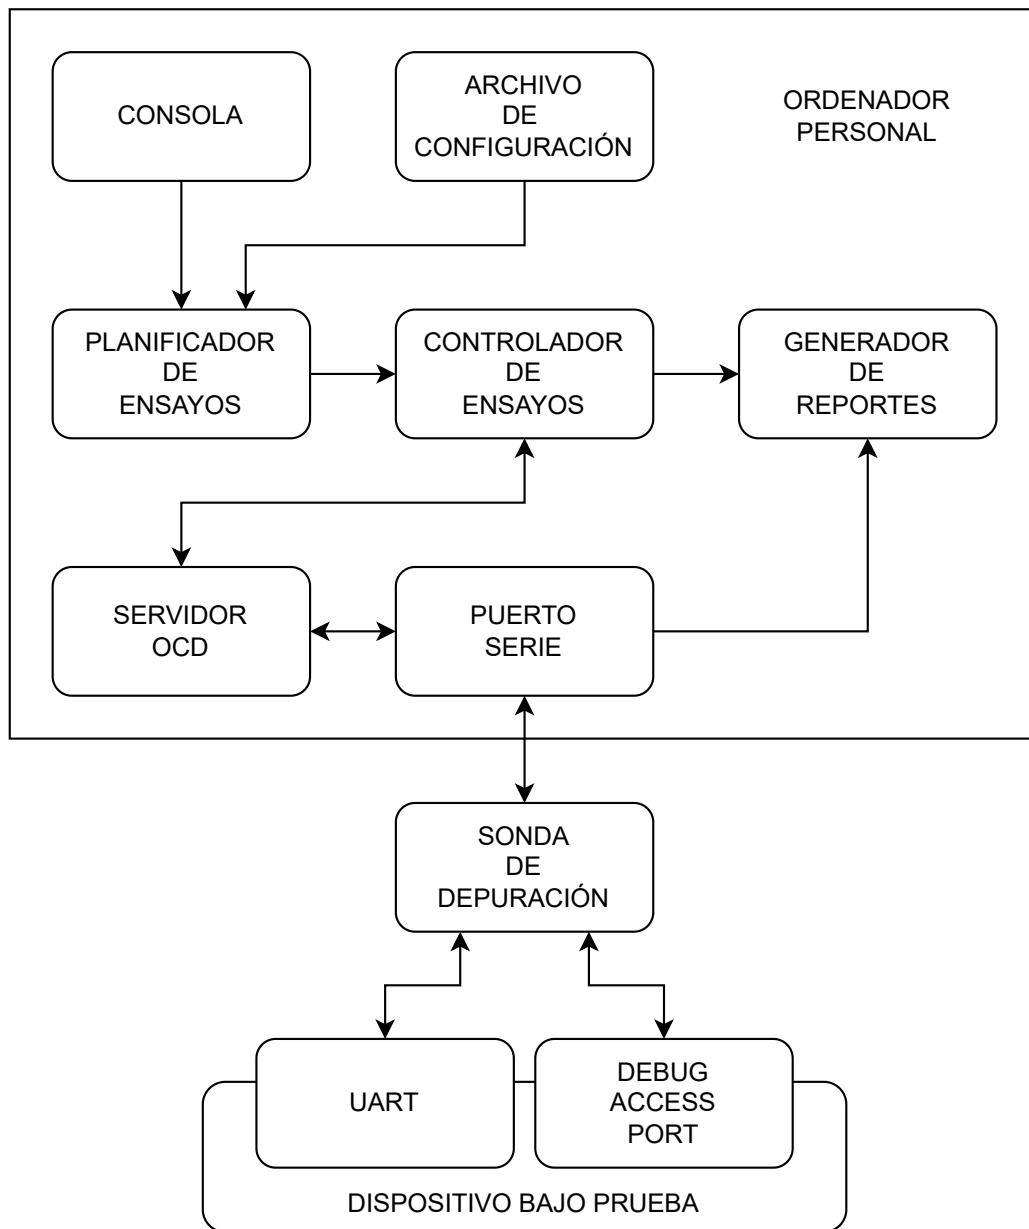 CONSOLA
ARCHIVO
DE
CONFIGURACIÓN
ORDENADOR
PERSONAL
PLANIFICADOR
DE
ENSAYOS
CONTROLADOR
DE
ENSAYOS
GENERADOR
DE
REPORTES
SERVIDOR
OCD
PUERTO
SERIE
SONDA
DE
DEPURACIÓN
UART
DEBUG
ACCESS
PORT
DISPOSITIVO BAJO PRUEBA